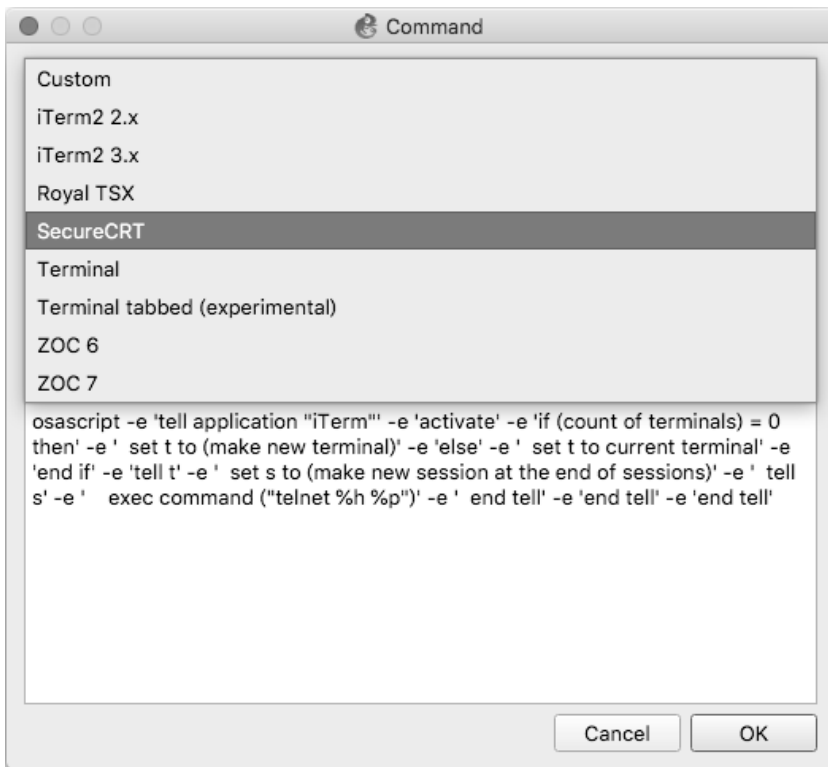 Command
Custom
iTerm2 2.x
iTerm2 3.x
Royal TSX
SecureCRT
Terminal
Terminal tabbed (experimental)
ZOC 6
ZOC 7
osascript -e 'tell application "iTerm"' -e 'activate' -e 'if (count of terminals) = 0
then' -e '  set t to (make new terminal)' -e 'else' -e '  set t to current terminal' -e
'end if' -e 'tell t' -e '  set s to (make new session at the end of sessions)' -e '  tell
s' -e '    exec command ("telnet %h %p")' -e '  end tell' -e 'end tell' -e 'end tell'
Cancel OK